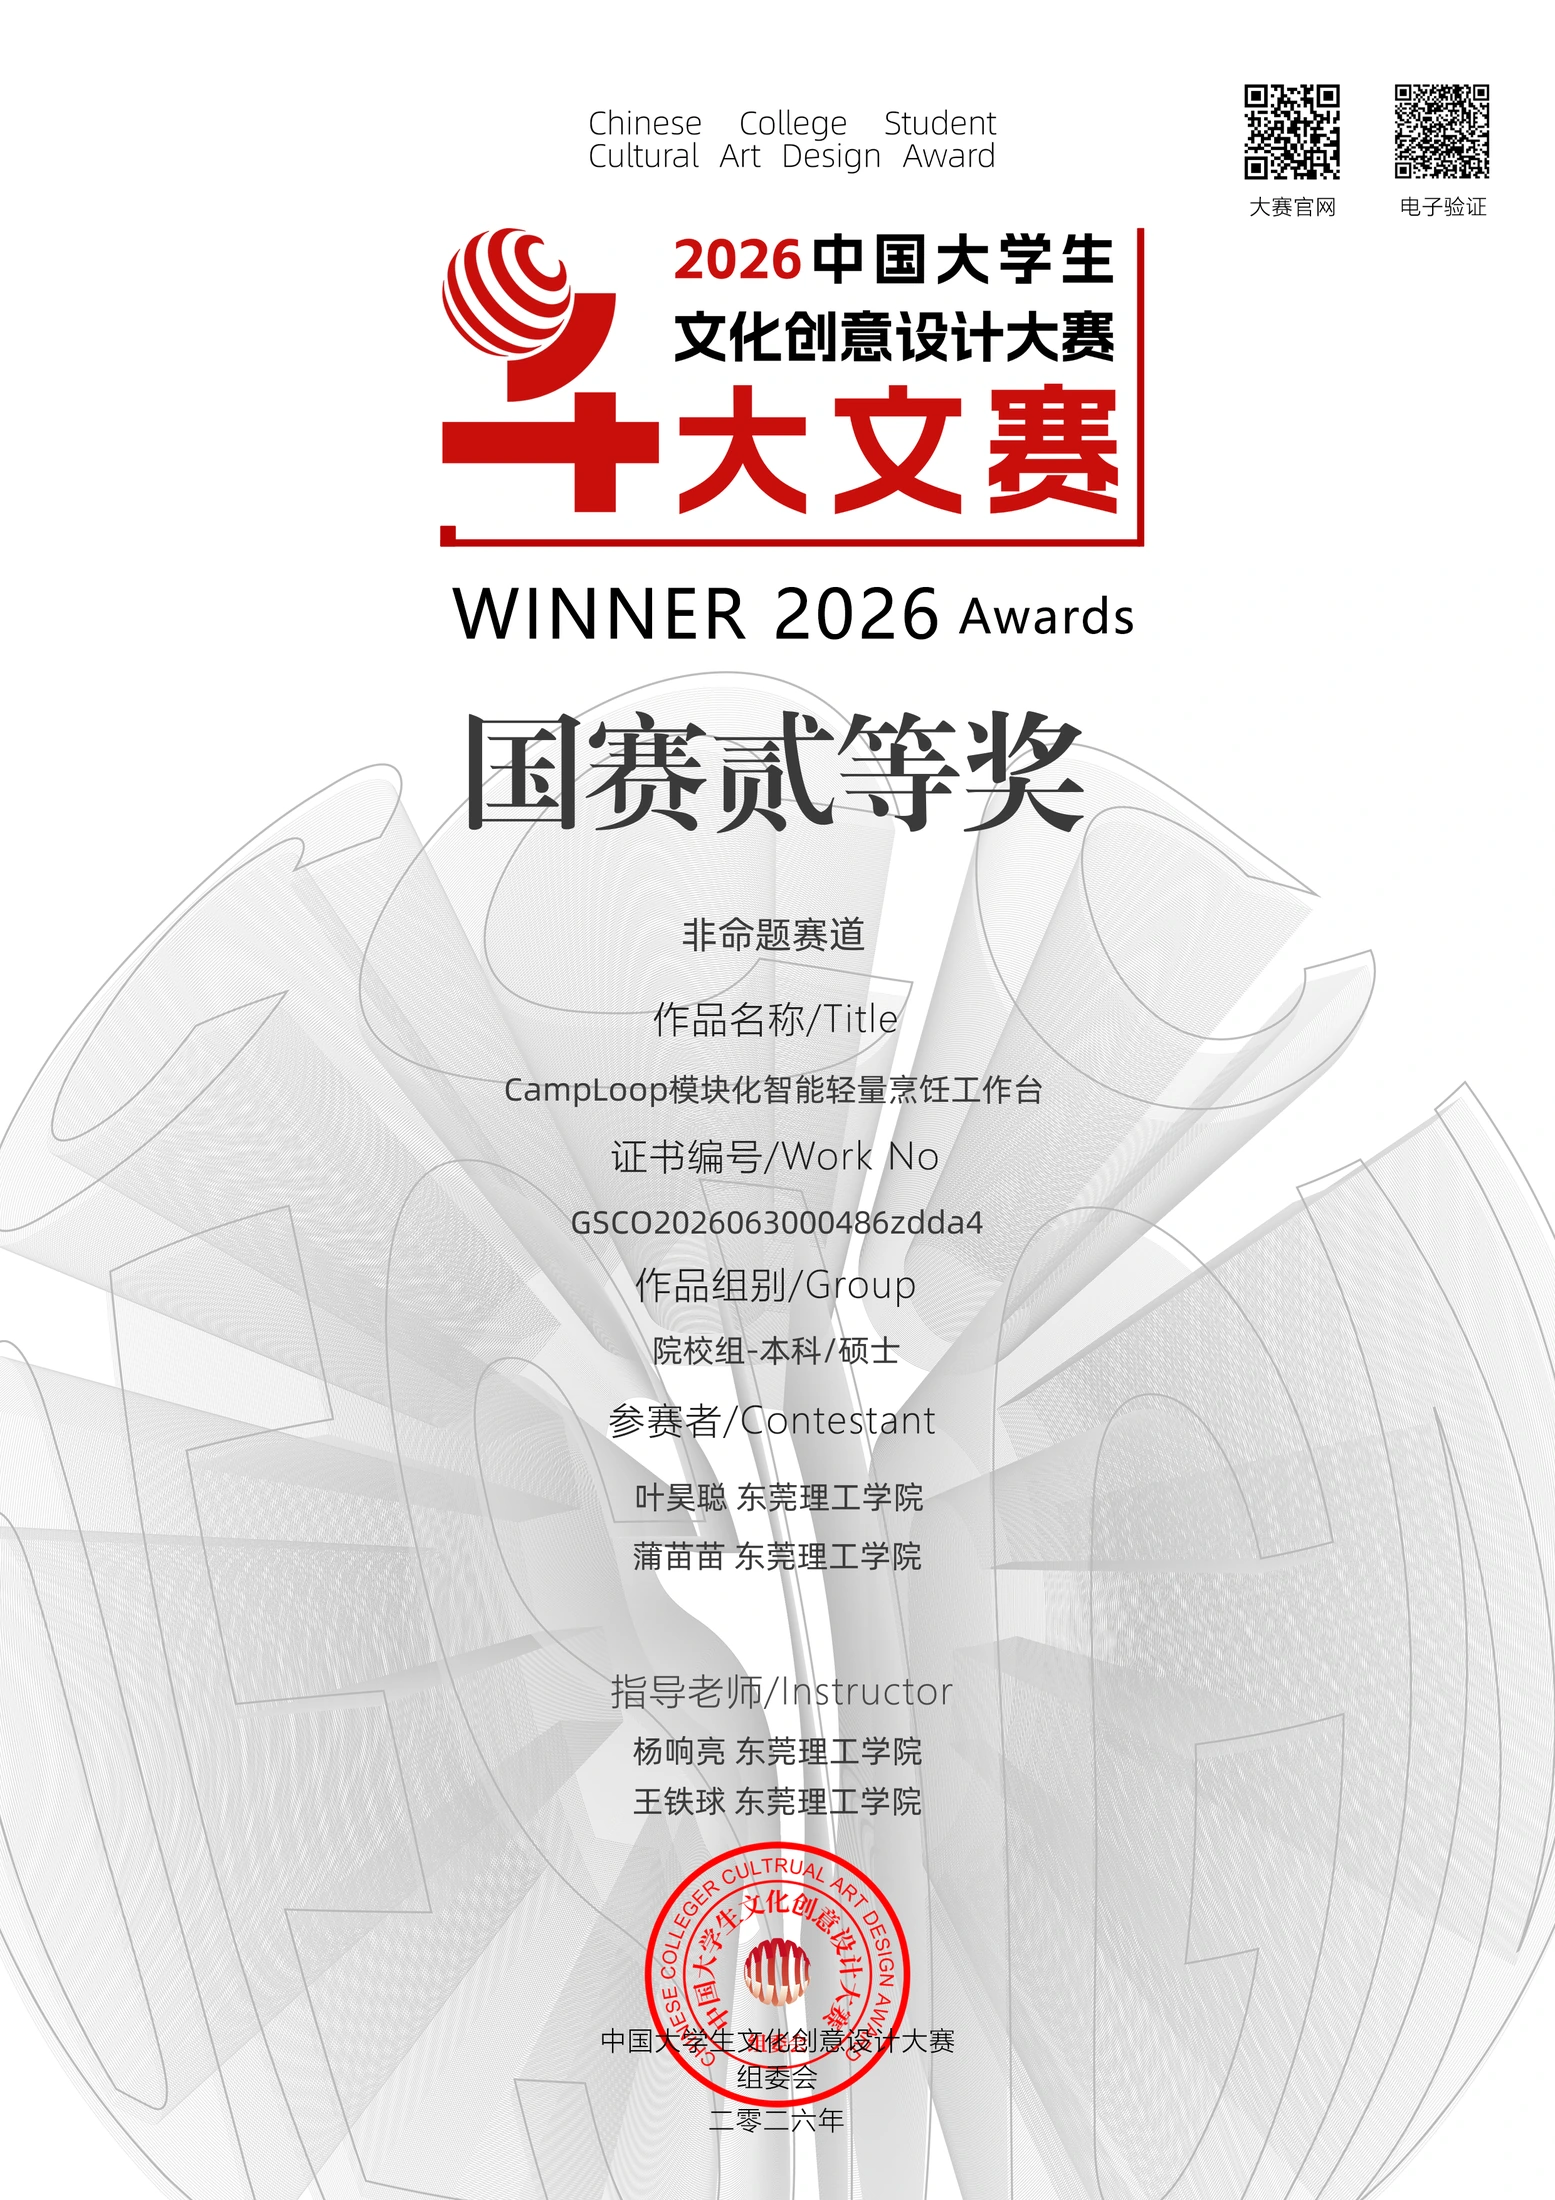 Chinese College Student
Cultural Art Design Award
大赛官网
电子验证
2026中国大学生
文化创意设计大赛
大文赛
WINNER 2026 Awards
国赛贰等奖
非命题赛道
作品名称/Title
CampLoop模块化智能轻量烹饪工作台
证书编号/Work No
GSCO2026063000486zdda4
作品组别/Group
院校组-本科/硕士
参赛者/Contestant
叶昊聪 东莞理工学院
蒲苗苗 东莞理工学院
指导老师/Instructor
杨响亮 东莞理工学院
王铁球 东莞理工学院
CHINESE COLLEGER CULTRUAL ART DESIGN AWARD
中国大学生文化创意设计大赛
组委会
中国大学生文化创意设计大赛
组委会
二零二六年